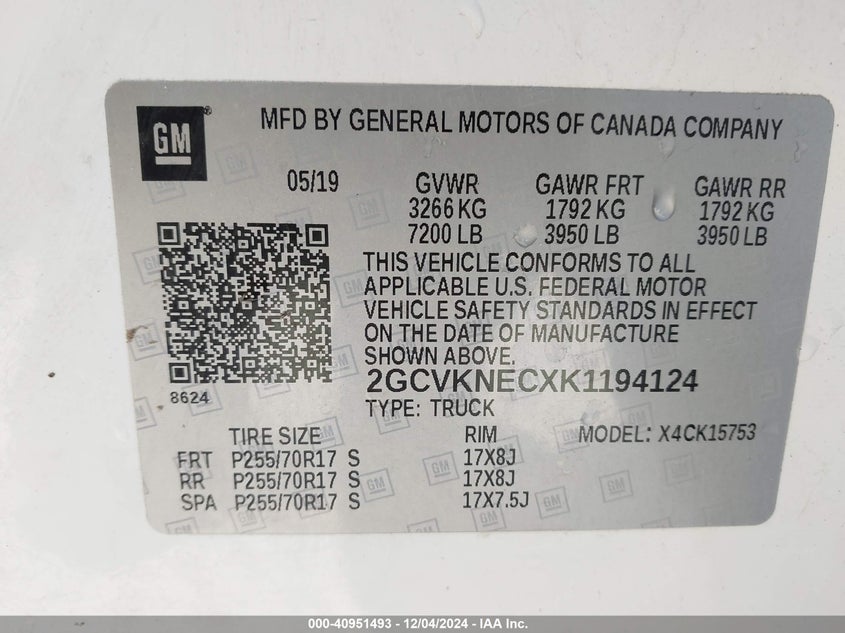 GM
MFD BY GENERAL MOTORS OF CANADA COMPANY
05/19 GVWR GAWR FRT GAWR RR
3266 KG 1792 KG 1792 KG
7200 LB 3950 LB 3950 LB
THIS VEHICLE CONFORMS TO ALL
APPLICABLE U.S. FEDERAL MOTOR
VEHICLE SAFETY STANDARDS IN EFFECT
ON THE DATE OF MANUFACTURE
SHOWN ABOVE.
8624
2GCVKNECXK1194124
TYPE: TRUCK
TIRE SIZE RIM MODEL: X4CK15753
FRT P255/70R17 S 17X8J
RR P255/70R17 S 17X8J
SPA P255/70R17 S 17X7.5J
000-40951493 - 12/04/2024 - IAA Inc.